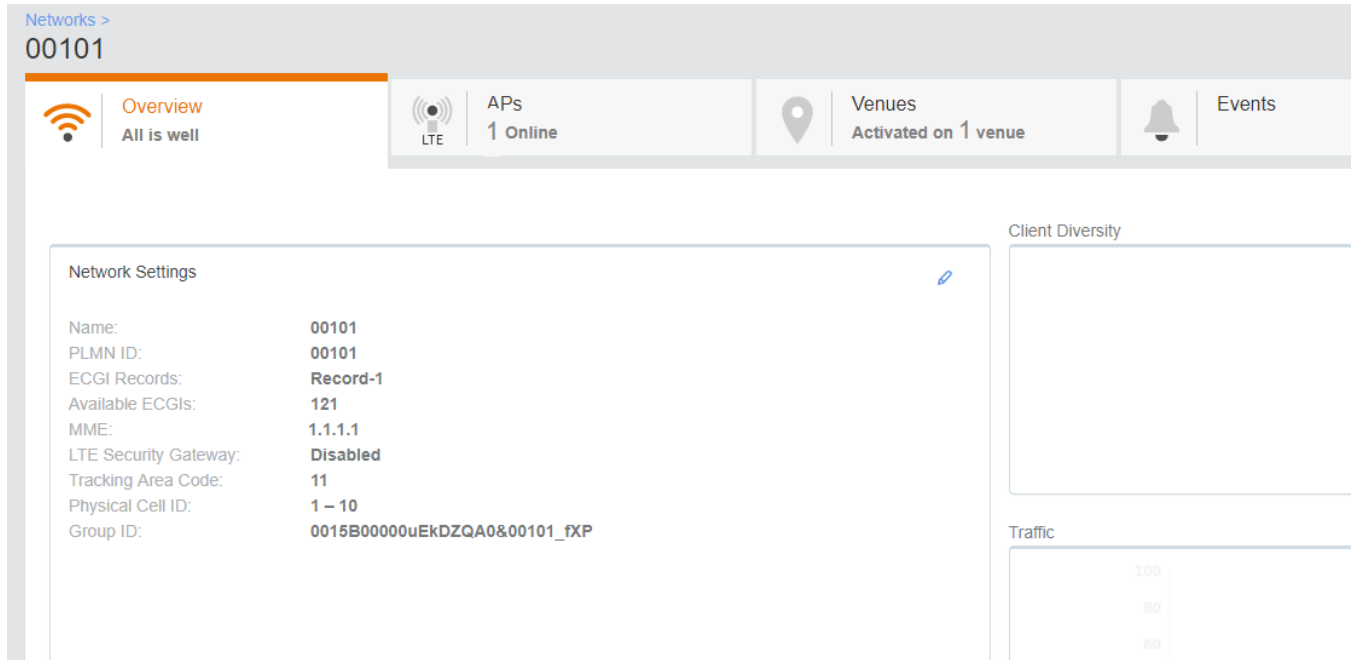 Networks >
00101
Overview
All is well
LTE
APs
1 Online
Venues
Activated on 1 venue
Events
Network Settings
Name: 00101
PLMN ID: 00101
ECGI Records: Record-1
Available ECGIs: 121
MME: 1.1.1.1
LTE Security Gateway: Disabled
Tracking Area Code: 11
Physical Cell ID: 1 – 10
Group ID: 0015B00000uEkDZQA0&00101_fXP
Client Diversity
Traffic
100
80
60